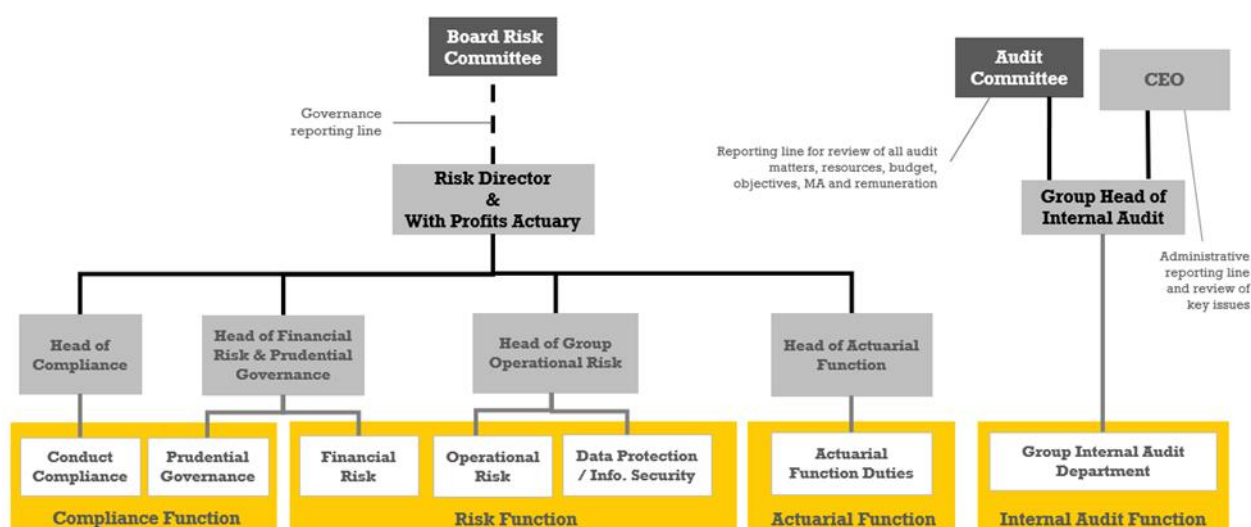 Board Risk
Committee
Governance
reporting line
Risk Director
&
With Profits Actuary
Audit
Committee
CEO
Reporting line for review of all audit
matters, resources, budget,
objectives, MA and remuneration
Group Head of
Internal Audit
Administrative
reporting line
and review of
key issues
Head of
Compliance
Head of Financial
Risk & Prudential
Governance
Head of Group
Operational Risk
Head of Actuarial
Function
Conduct
Compliance
Prudential
Governance
Financial
Risk
Operational
Risk
Data Protection
/ Info. Security
Actuarial
Function Duties
Group Internal Audit
Department
Compliance Function
Risk Function
Actuarial Function
Internal Audit Function